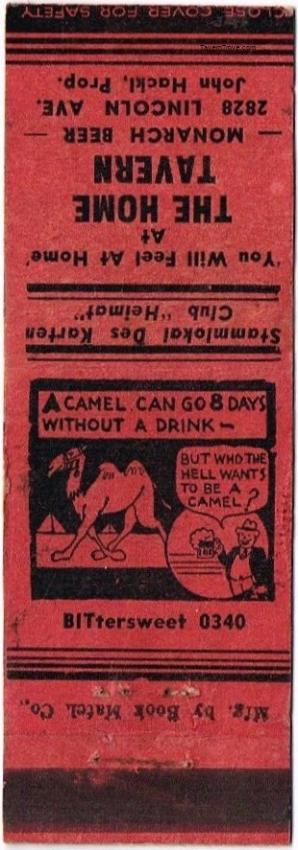 CLOSE COVER FOR SAFETY
'You Will Feel At Home'
At
THE HOME
TAVERN
— MONARCH BEER —
2828 LINCOLN AVE.
John Hackl, Prop.
Stammlokal Des Karten
Club "Heimat"
A CAMEL CAN GO 8 DAYS
WITHOUT A DRINK —
BUT WHO THE
HELL WANTS
TO BE A
CAMEL?
BITtersweet 0340
Mfg. by Book Match Co.,